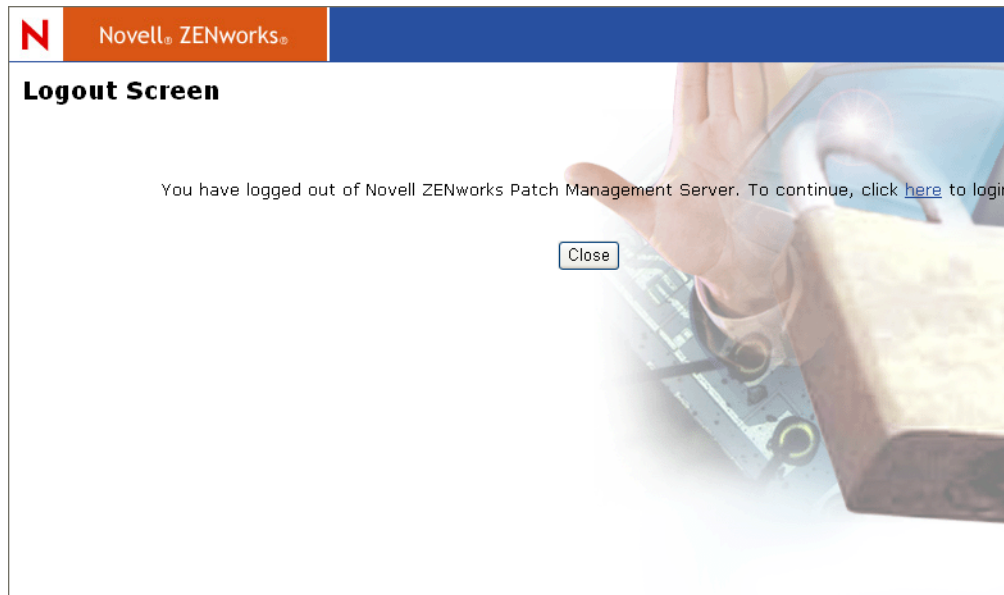 N Novell® ZENworks®
Logout Screen
You have logged out of Novell ZENworks Patch Management Server. To continue, click here to login
Close